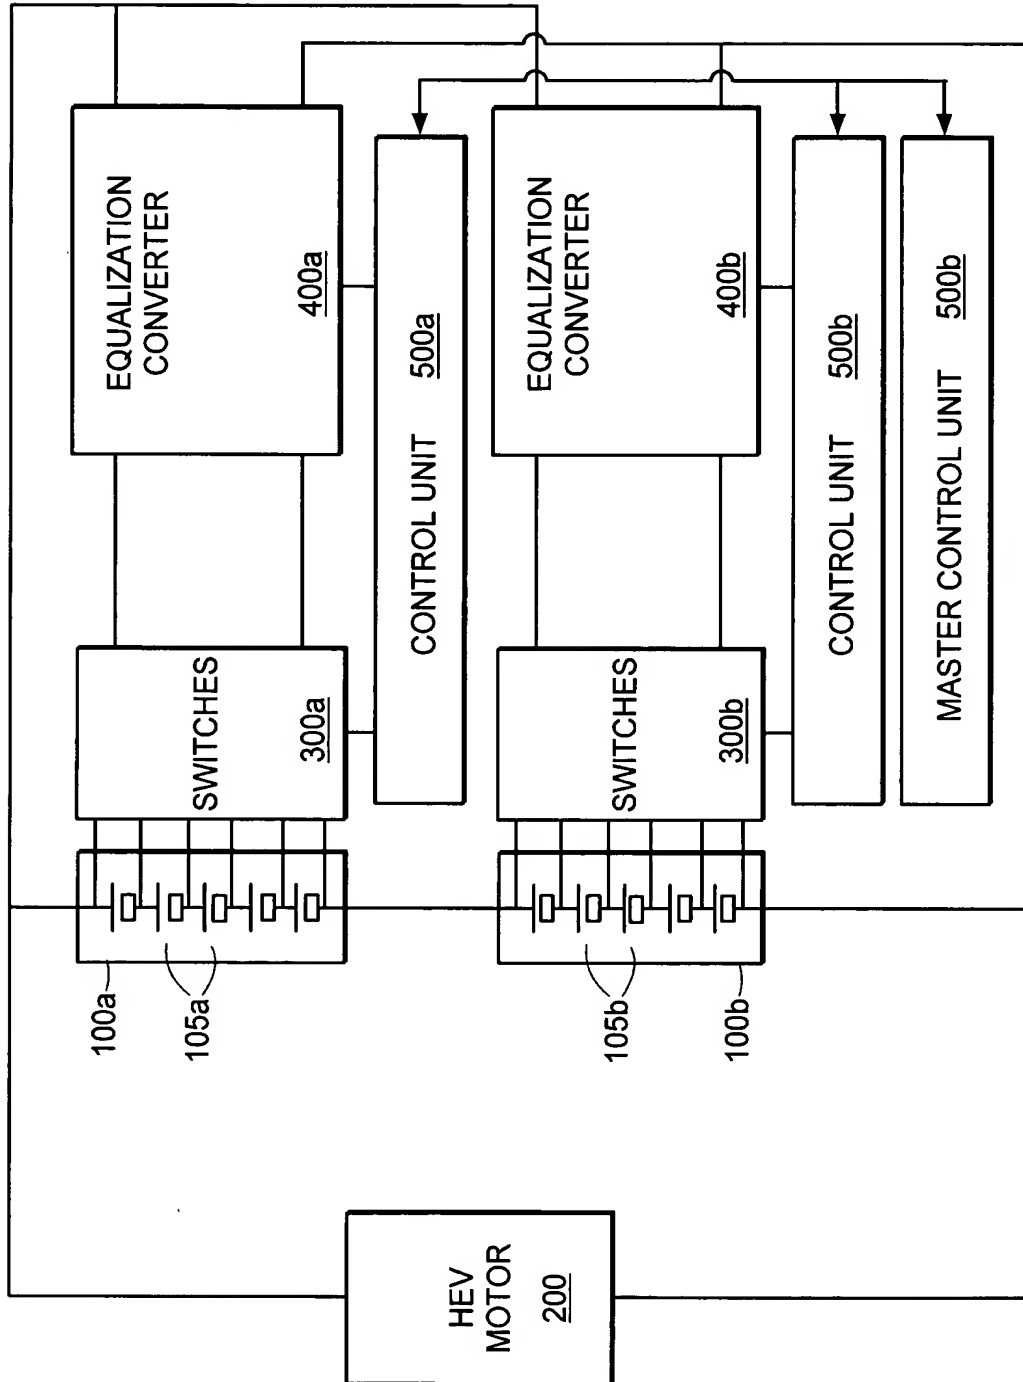 HEV
MOTOR
200
100a
105a
105b
100b
SWITCHES
300a
SWITCHES
300b
EQUALIZATION
CONVERTER
400a
CONTROL UNIT 500a
EQUALIZATION
CONVERTER
400b
CONTROL UNIT 500b
MASTER CONTROL UNIT 500b